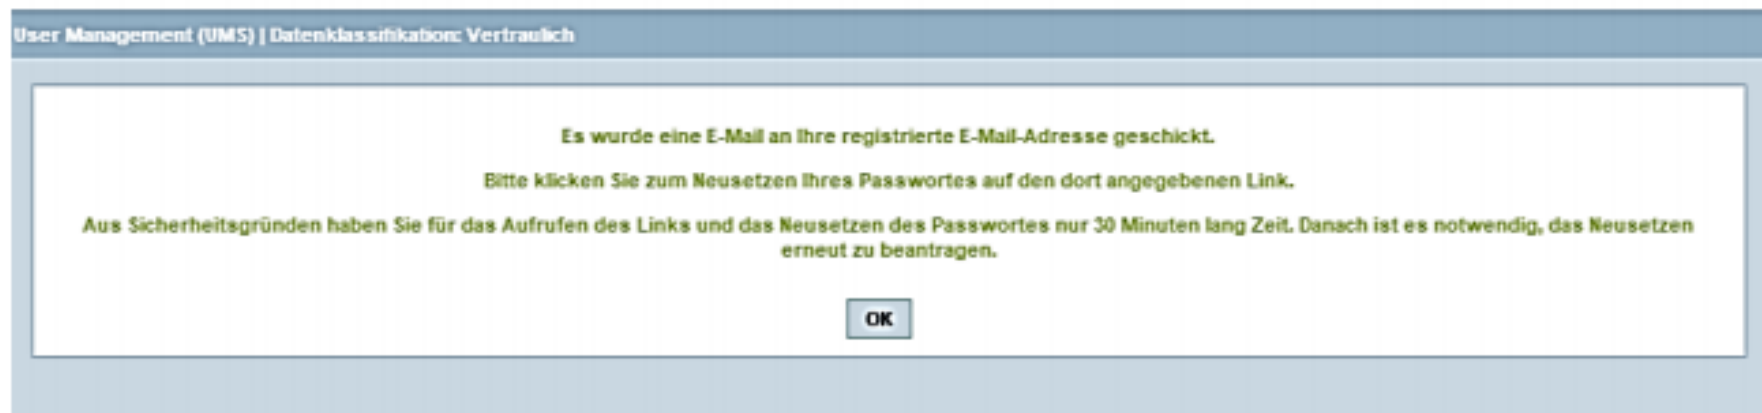 User Management (UMS) | Datenklassifikation: Vertraulich
Es wurde eine E-Mail an Ihre registrierte E-Mail-Adresse geschickt.
Bitte klicken Sie zum Neusetzen Ihres Passwortes auf den dort angegebenen Link.
Aus Sicherheitsgründen haben Sie für das Aufrufen des Links und das Neusetzen des Passwortes nur 30 Minuten lang Zeit. Danach ist es notwendig, das Neusetzen
erneut zu beantragen.
OK